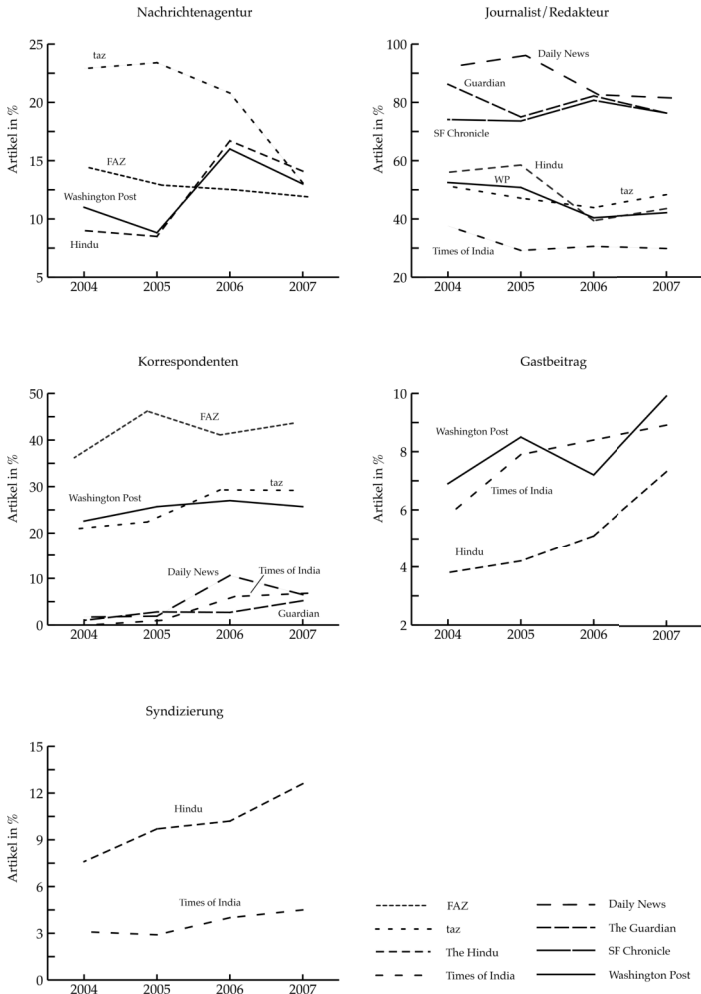 Nachrichtenagentur
Artikel in %
25
20
15
10
5
taz
FAZ
Washington Post
Hindu
2004 2005 2006 2007
Journalist/Redakteur
Artikel in %
100
80
60
40
20
Daily News
Guardian
SF Chronicle
Hindu
WP
taz
Times of India
2004 2005 2006 2007
Korrespondenten
Artikel in %
50
40
30
20
10
0
FAZ
taz
Washington Post
Daily News
Times of India
Guardian
2004 2005 2006 2007
Gastbeitrag
Artikel in %
10
8
6
4
2
Washington Post
Times of India
Hindu
2004 2005 2006 2007
Syndizierung
Artikel in %
15
12
9
6
3
0
Hindu
Times of India
2004 2005 2006 2007
FAZ
taz
The Hindu
Times of India
Daily News
The Guardian
SF Chronicle
Washington Post